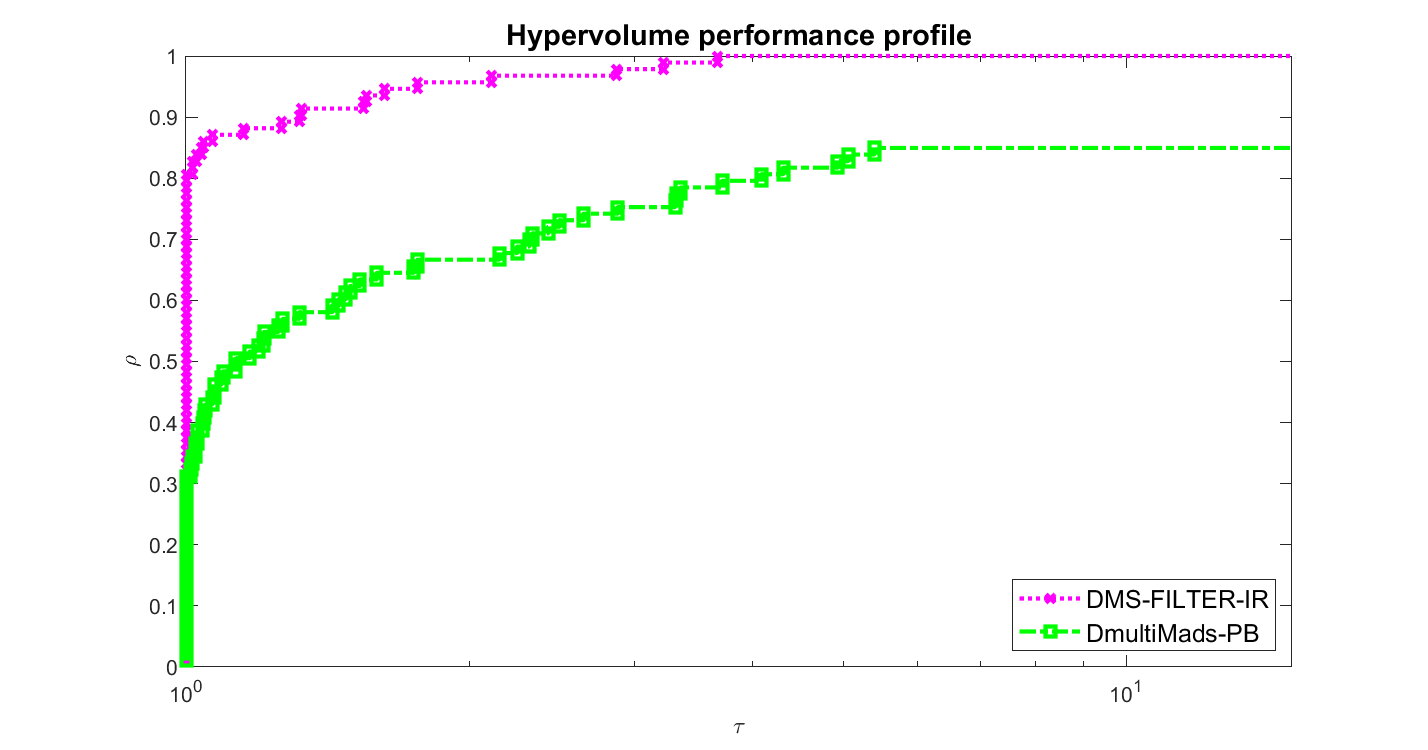 Hypervolume performance profile
1
0.9
0.8
0.7
0.6
0.5
0.4
0.3
0.2
0.1
0
ρ
10^0
10^1
τ
DMS-FILTER-IR
DmultiMads-PB